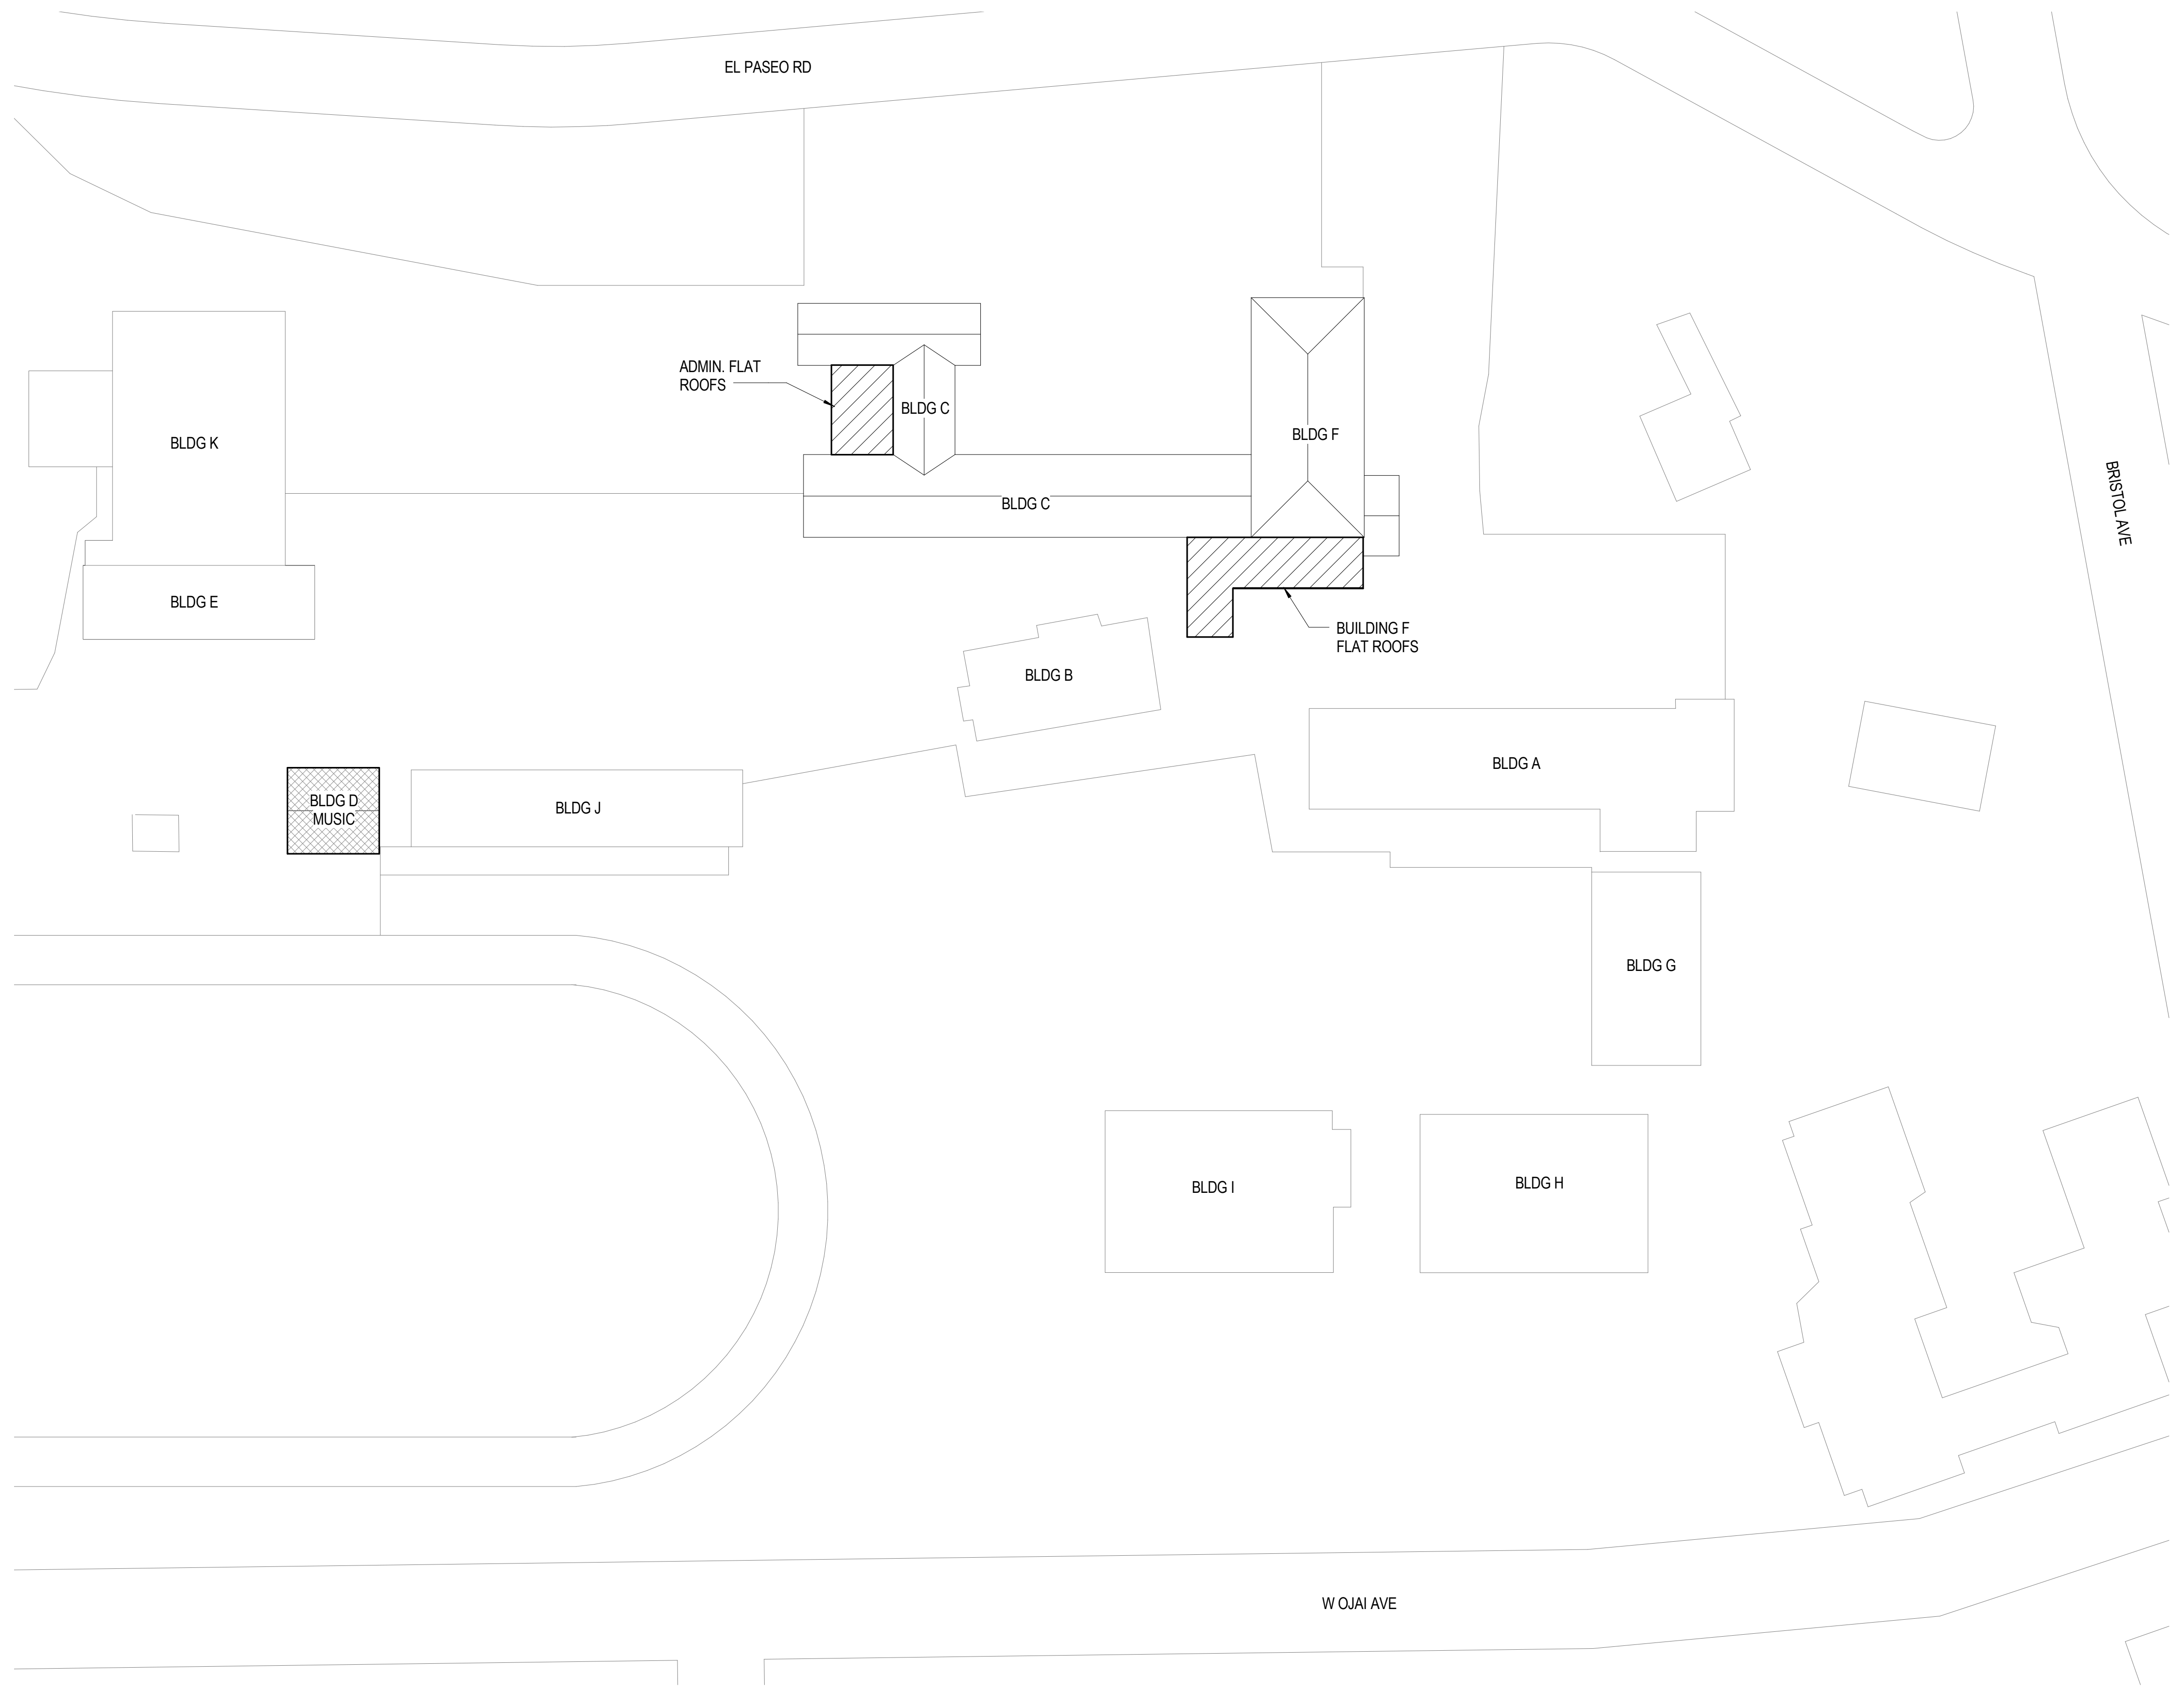 EL PASEO RD
ADMIN. FLAT
ROOFS
BLDG C
BLDG F
BLDG K
BLDG C
BRISTOL AVE
BLDG E
BUILDING F
FLAT ROOFS
BLDG B
BLDG A
BLDG D
MUSIC
BLDG J
BLDG G
BLDG I
BLDG H
W OJAI AVE